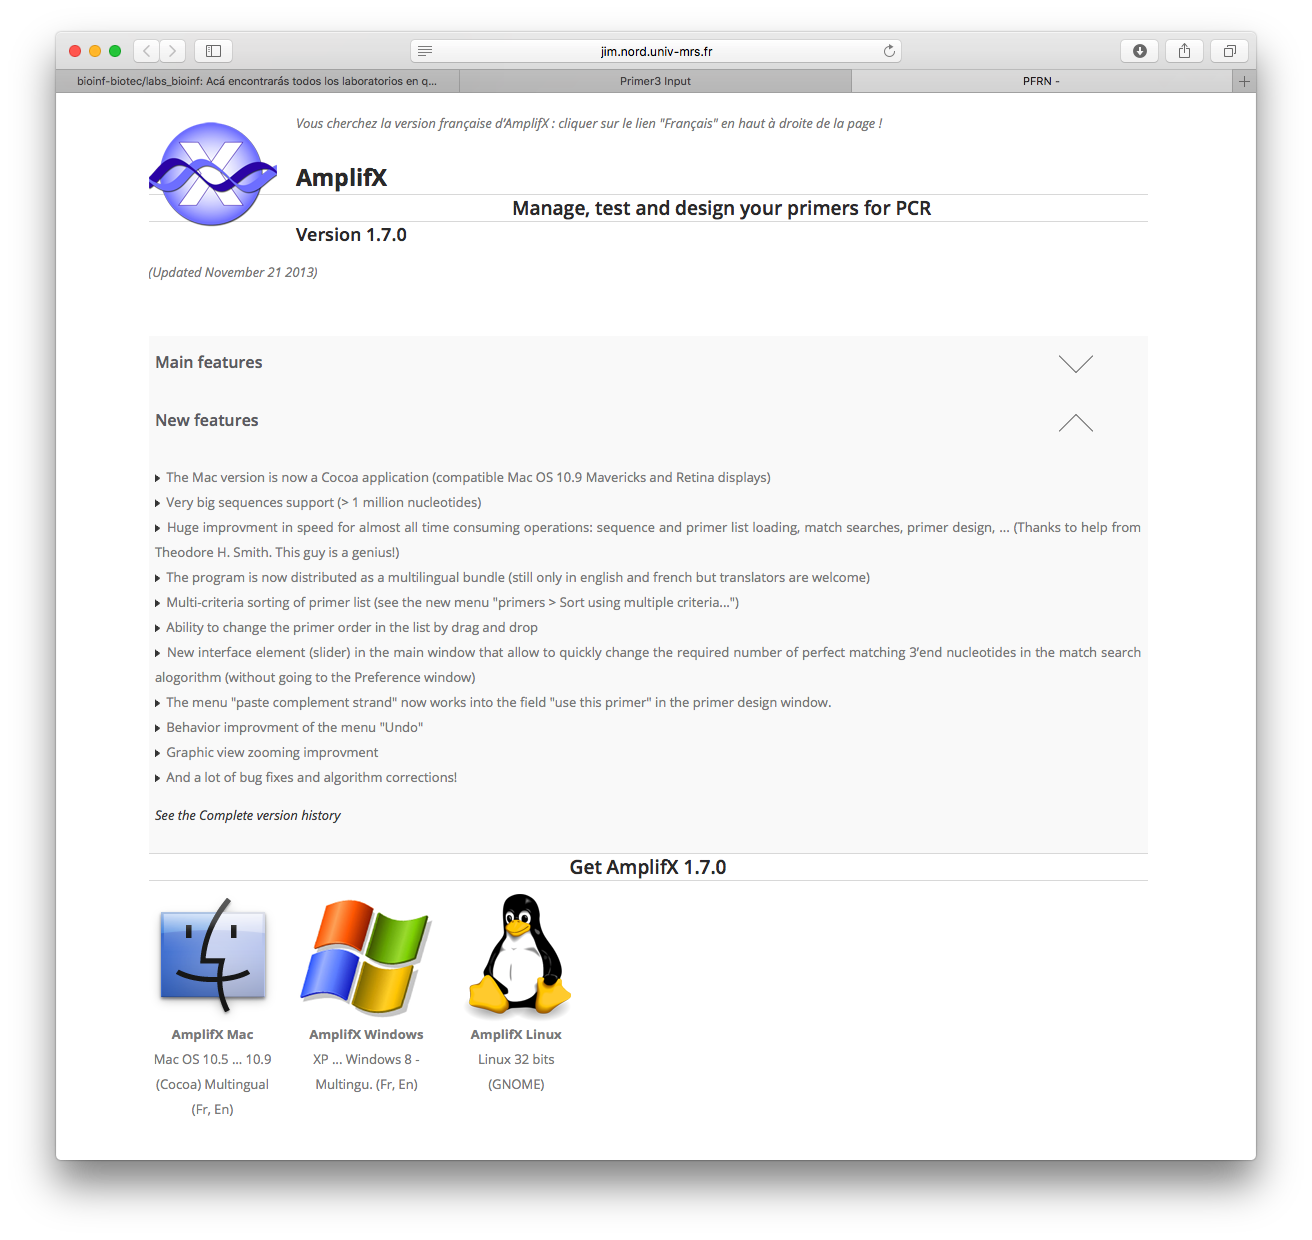 jim.nord.univ-mrs.fr
bioinf-biotec/labs_bioinf: Acá encontrarás todos los laboratorios en q...
Primer3 Input
PFRN -
Vous cherchez la version française d'AmplifX : cliquer sur le lien "Français" en haut à droite de la page !
AmplifX
Manage, test and design your primers for PCR
Version 1.7.0
(Updated November 21 2013)
Main features
New features
The Mac version is now a Cocoa application (compatible Mac OS 10.9 Mavericks and Retina displays)
Very big sequences support (> 1 million nucleotides)
Huge improvment in speed for almost all time consuming operations: sequence and primer list loading, match searches, primer design, ... (Thanks to help from
Theodore H. Smith. This guy is a genius!)
The program is now distributed as a multilingual bundle (still only in english and french but translators are welcome)
Multi-criteria sorting of primer list (see the new menu "primers > Sort using multiple criteria...")
Ability to change the primer order in the list by drag and drop
New interface element (slider) in the main window that allow to quickly change the required number of perfect matching 3'end nucleotides in the match search
alogorithm (without going to the Preference window)
The menu "paste complement strand" now works into the field "use this primer" in the primer design window.
Behavior improvment of the menu "Undo"
Graphic view zooming improvment
And a lot of bug fixes and algorithm corrections!
See the Complete version history
Get AmplifX 1.7.0
AmplifX Mac
Mac OS 10.5 ... 10.9
(Cocoa) Multingual
(Fr, En)
AmplifX Windows
XP ... Windows 8 -
Multingu. (Fr, En)
AmplifX Linux
Linux 32 bits
(GNOME)